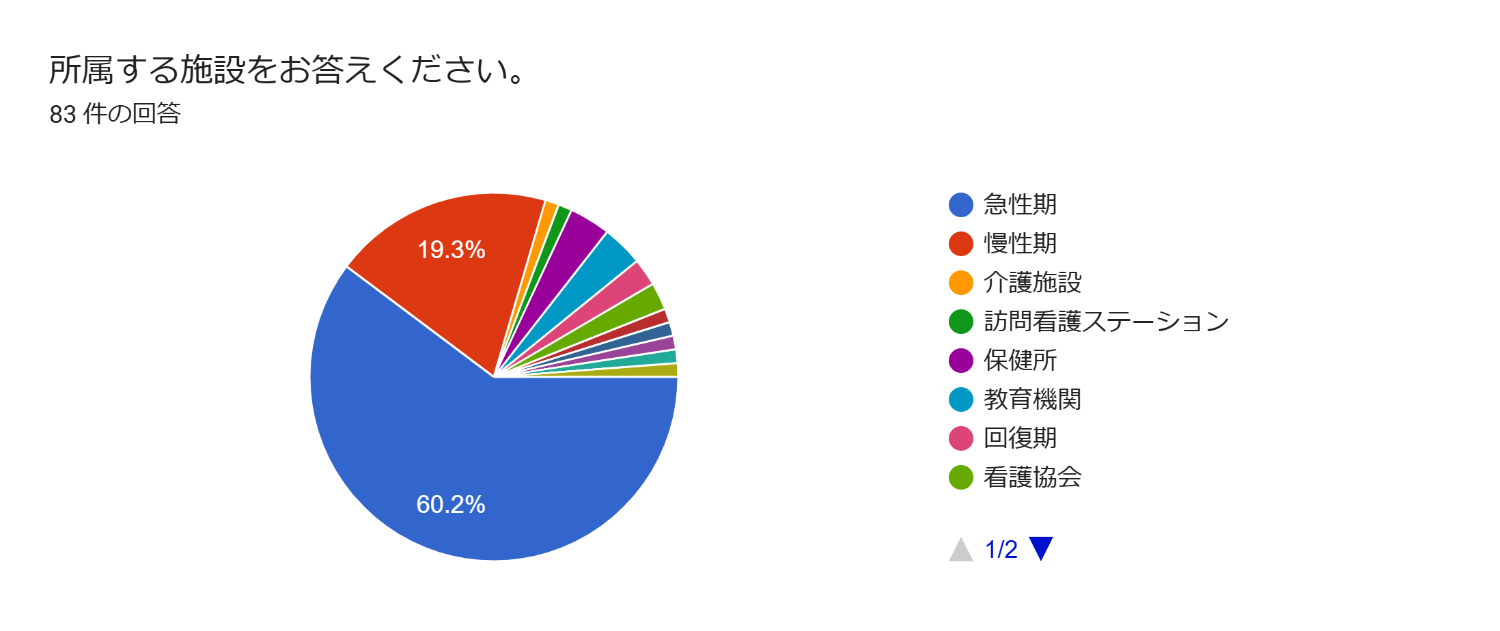 所属する施設をお答えください。
83 件の回答
19.3%
60.2%
急性期
慢性期
介護施設
訪問看護ステーション
保健所
教育機関
回復期
看護協会
1/2